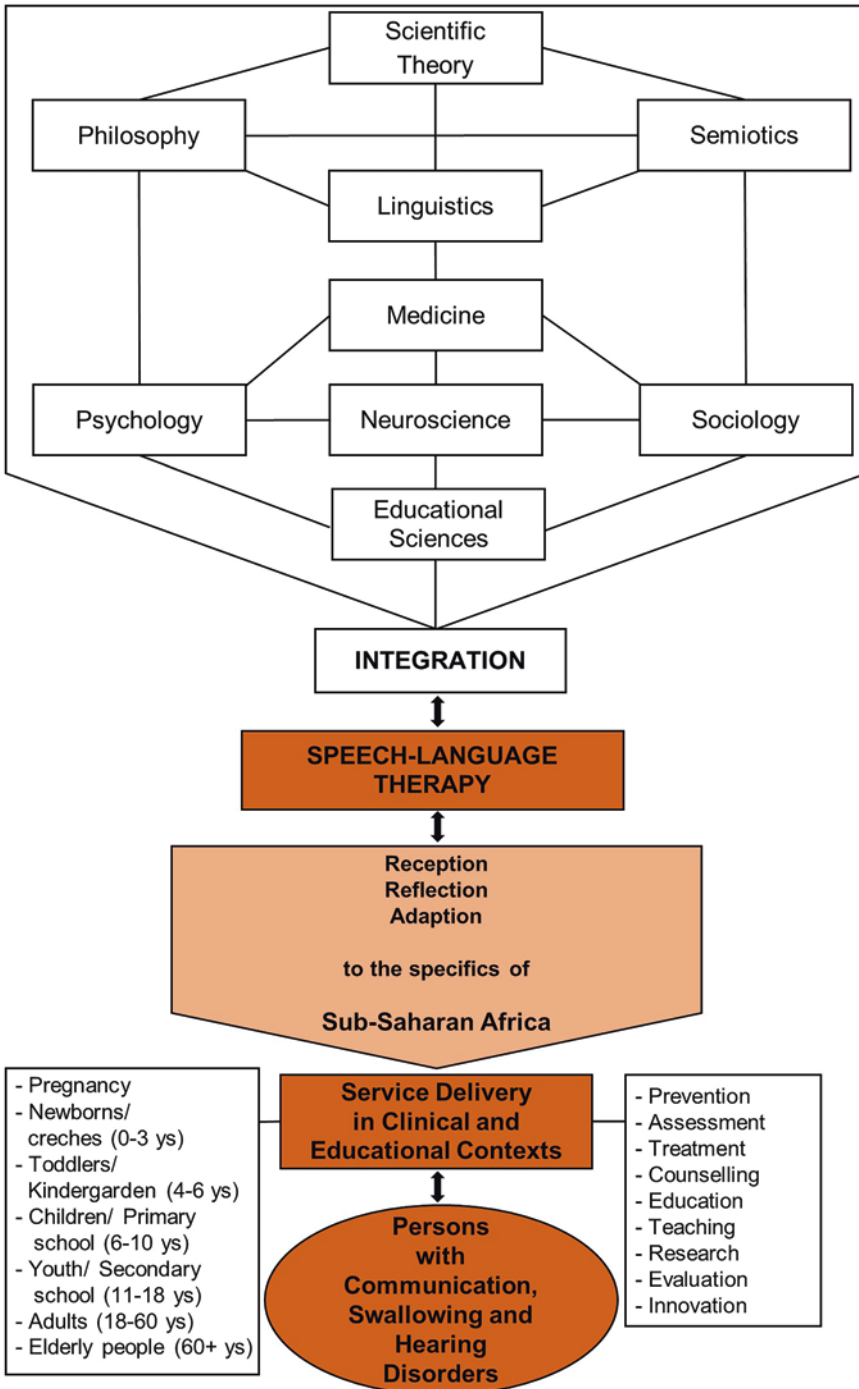 Scientific
Theory
Philosophy
Semiotics
Linguistics
Medicine
Psychology
Neuroscience
Sociology
Educational
Sciences
INTEGRATION
SPEECH-LANGUAGE
THERAPY
Reception
Reflection
Adaption
to the specifics of
Sub-Saharan Africa
- Pregnancy
- Newborns/
creches (0-3 ys)
- Toddlers/
Kindergarden (4-6 ys)
- Children/ Primary
school (6-10 ys)
- Youth/ Secondary
school (11-18 ys)
- Adults (18-60 ys)
- Elderly people (60+ ys)
Service Delivery
in Clinical and
Educational Contexts
- Prevention
- Assessment
- Treatment
- Counselling
- Education
- Teaching
- Research
- Evaluation
- Innovation
Persons
with
Communication,
Swallowing and
Hearing
Disorders